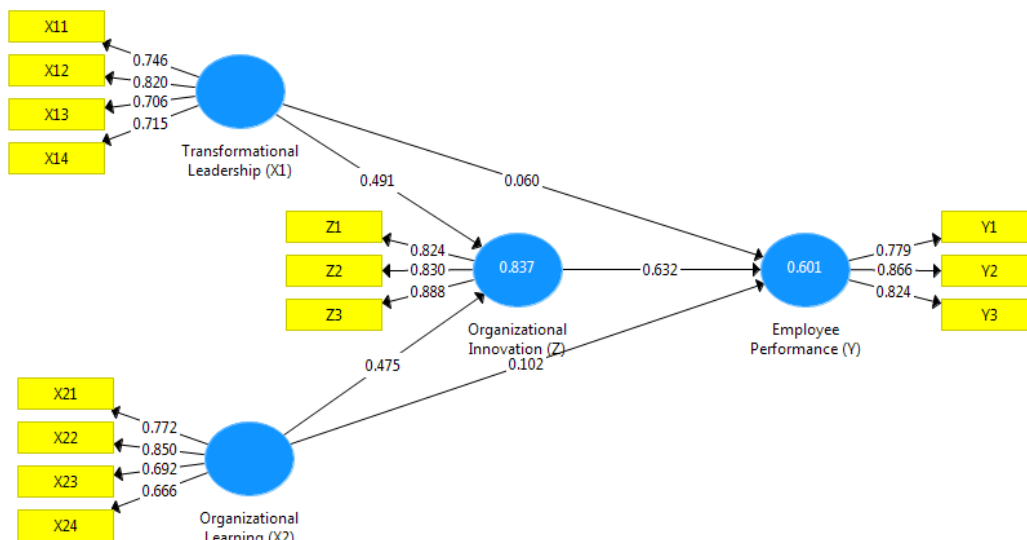 X11
0.746
X12
0.820
X13
0.706
X14
0.715
Transformational
Leadership (X1)
0.491
0.060
Z1
0.824
Z2
0.830
Z3
0.888
0.837
Organizational
Innovation (Z)
0.632
0.601
Employee
Performance (Y)
Y1
0.779
Y2
0.866
Y3
0.824
0.475
0.102
X21
0.772
X22
0.850
X23
0.692
X24
0.666
Organizational
Learning (X2)